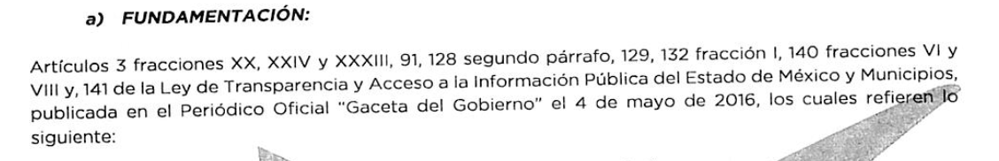 a) FUNDAMENTACIÓN:
Artículos 3 fracciones XX, XXIV y XXXIII, 91, 128 segundo párrafo, 129, 132 fracción I, 140 fracciones VI y
VIII y, 141 de la Ley de Transparencia y Acceso a la Información Pública del Estado de México y Municipios,
publicada en el Periódico Oficial "Gaceta del Gobierno" el 4 de mayo de 2016, los cuales refieren lo
siguiente: